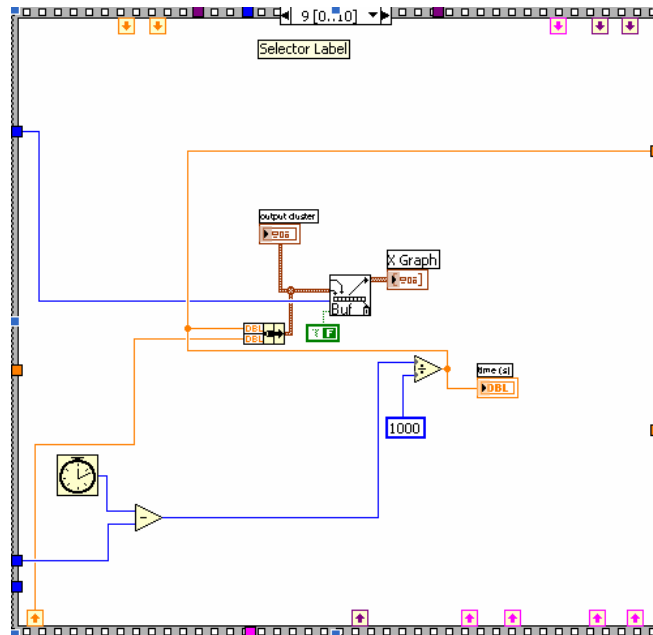 9 [0..10]
Selector Label
output cluster
X Graph
Buf
DBL
DBL
F
time (s)
DBL
1000